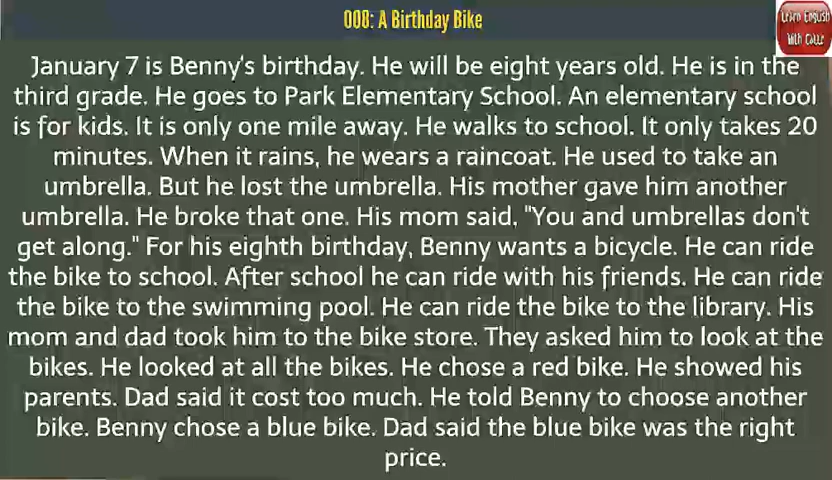 008: A Birthday Bike
Learn English
With Callz
January 7 is Benny's birthday. He will be eight years old. He is in the
third grade. He goes to Park Elementary School. An elementary school
is for kids. It is only one mile away. He walks to school. It only takes 20
minutes. When it rains, he wears a raincoat. He used to take an
umbrella. But he lost the umbrella. His mother gave him another
umbrella. He broke that one. His mom said, "You and umbrellas don't
get along." For his eighth birthday, Benny wants a bicycle. He can ride
the bike to school. After school he can ride with his friends. He can ride
the bike to the swimming pool. He can ride the bike to the library. His
mom and dad took him to the bike store. They asked him to look at the
bikes. He looked at all the bikes. He chose a red bike. He showed his
parents. Dad said it cost too much. He told Benny to choose another
bike. Benny chose a blue bike. Dad said the blue bike was the right
price.